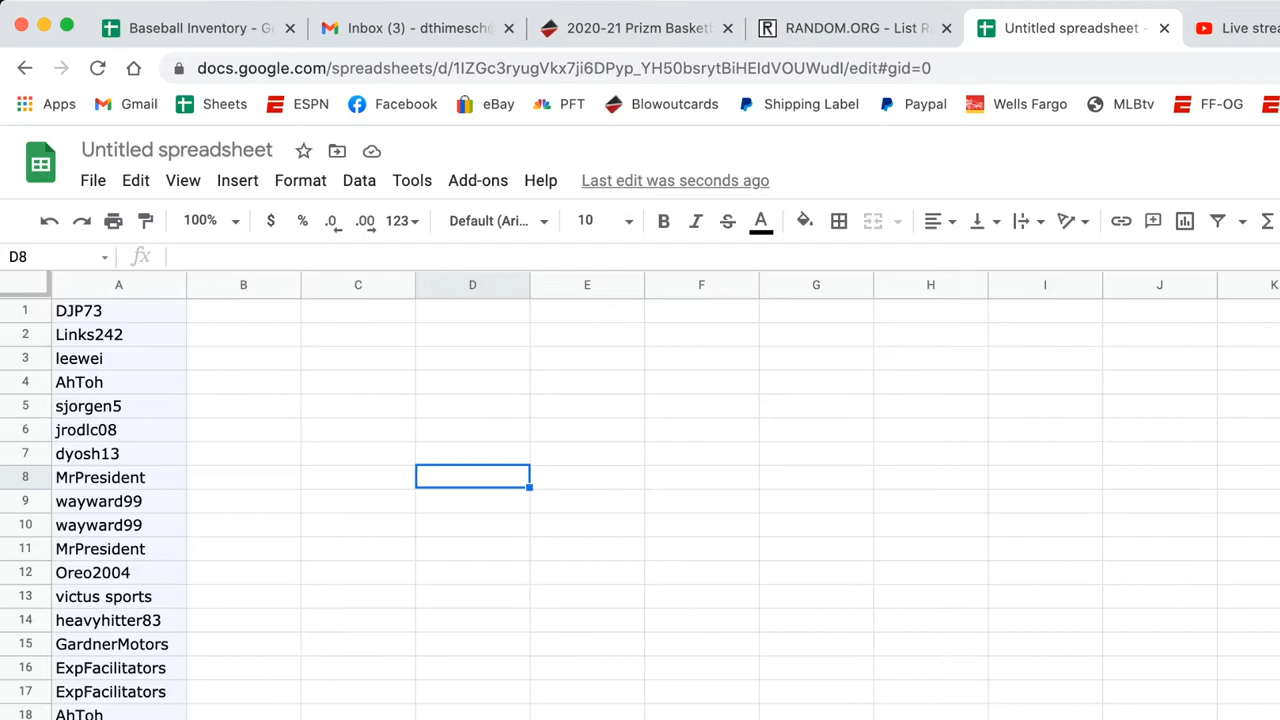 Baseball Inventory - G
Inbox (3) - dthimesch@
2020-21 Prizm Basketb
RANDOM.ORG - List R
Untitled spreadsheet -
Live strea
docs.google.com/spreadsheets/d/1IZGc3ryugVkx7ji6DPyp_YH50bsrytBiHEIdVOUWudI/edit#gid=0
Apps Gmail Sheets ESPN Facebook eBay PFT Blowoutcards Shipping Label Paypal Wells Fargo MLBtv FF-OG
Untitled spreadsheet
File Edit View Insert Format Data Tools Add-ons Help Last edit was seconds ago
100% $ % .0 .00 123 Default (Ari... 10 B I S A Σ
D8 fx
A B C D E F G H I J K
1 DJP73
2 Links242
3 leewei
4 AhToh
5 sjorgen5
6 jrodlc08
7 dyosh13
8 MrPresident
9 wayward99
10 wayward99
11 MrPresident
12 Oreo2004
13 victus sports
14 heavyhitter83
15 GardnerMotors
16 ExpFacilitators
17 ExpFacilitators
18 AhToh